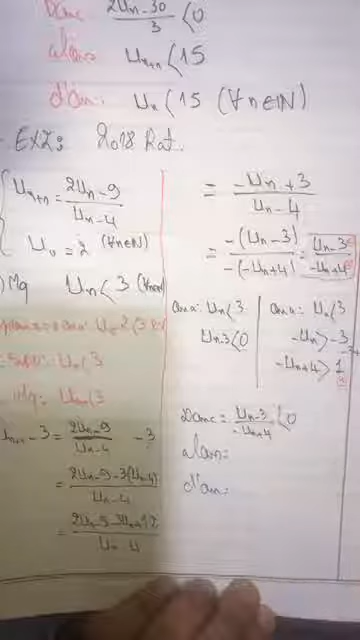 Donc 2Un-30/3 < 0
alors Un+1 < 15
d'où: Un < 15 (∀n∈ℕ)
- EX2: 2018 Rat.
Un+1 = 2Un-9/Un-4
U0 = 2 (∀n∈ℕ)
Mq Un < 3 (∀n∈ℕ)
Un < 3
Mq: Un+1 < 3
Un+1 - 3 = 2Un-9/Un-4 - 3
= 2Un-9-3(Un-4)/Un-4
= 2Un-9-3Un+12/Un-4
= -Un+3/Un-4
= -(Un-3)/-(-Un+4) = Un-3/-Un+4
on a: Un < 3
Un-3 < 0
on a: Un < 3
-Un > -3
-Un+4 > 1
Donc = Un-3/-Un+4 < 0
alors =
d'où =